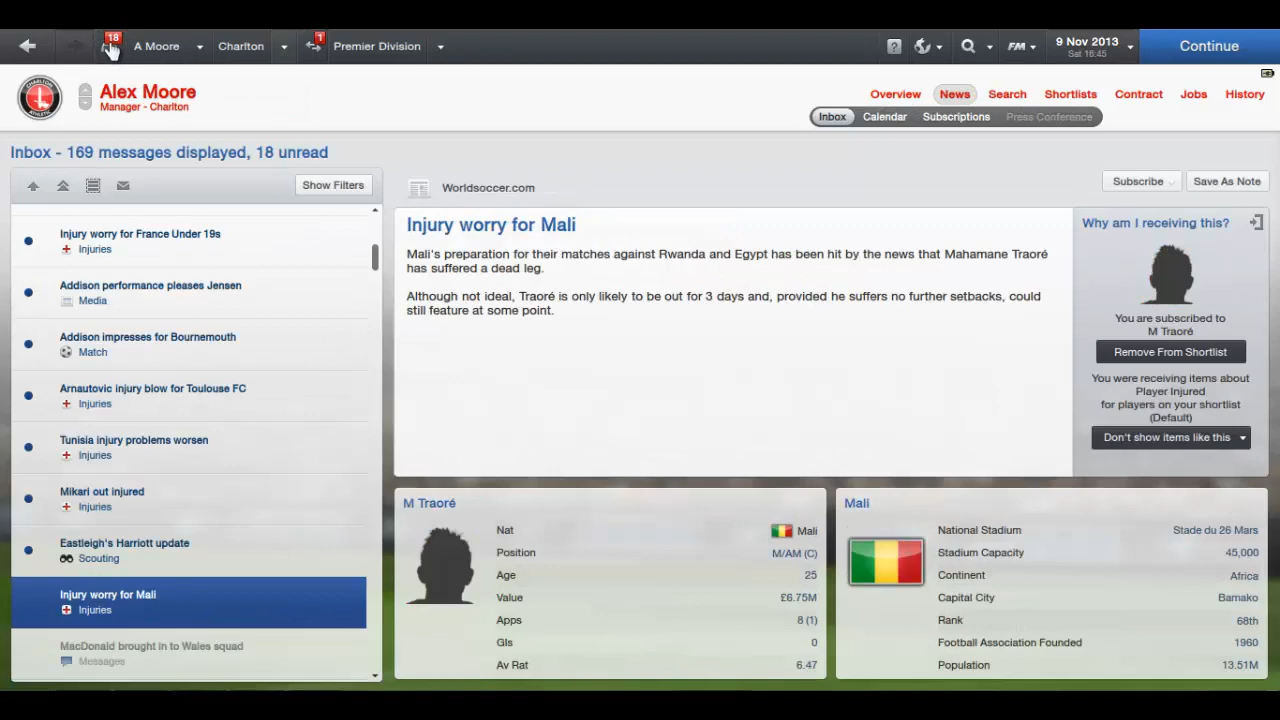 18
A Moore
Charlton
1
Premier Division
?
FM
9 Nov 2013
Sat 16:45
Continue
Alex Moore
Manager - Charlton
Overview
News
Search
Shortlists
Contract
Jobs
History
Inbox
Calendar
Subscriptions
Press Conference
Inbox - 169 messages displayed, 18 unread
Show Filters
Injury worry for France Under 19s
Injuries
Addison performance pleases Jensen
Media
Addison impresses for Bournemouth
Match
Arnautovic injury blow for Toulouse FC
Injuries
Tunisia injury problems worsen
Injuries
Mikari out injured
Injuries
Eastleigh's Harriott update
Scouting
Injury worry for Mali
Injuries
MacDonald brought in to Wales squad
Messages
Worldsoccer.com
Subscribe
Save As Note
Injury worry for Mali
Mali's preparation for their matches against Rwanda and Egypt has been hit by the news that Mahamane Traoré
has suffered a dead leg.
Although not ideal, Traoré is only likely to be out for 3 days and, provided he suffers no further setbacks, could
still feature at some point.
Why am I receiving this?
You are subscribed to
M Traoré
Remove From Shortlist
You were receiving items about
Player Injured
for players on your shortlist
(Default)
Don't show items like this
M Traoré
Nat Mali
Position M/AM (C)
Age 25
Value £6.75M
Apps 8 (1)
Gls 0
Av Rat 6.47
Mali
National Stadium Stade du 26 Mars
Stadium Capacity 45,000
Continent Africa
Capital City Bamako
Rank 68th
Football Association Founded 1960
Population 13.51M